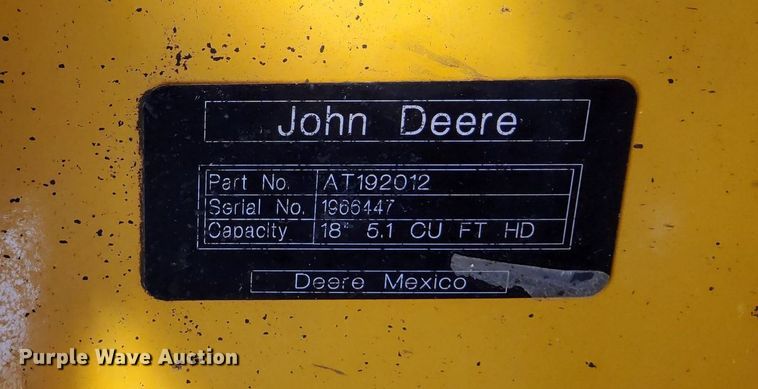 John Deere
Part No. AT192012
Serial No. 1966447
Capacity 18" 5.1 CU FT HD
Deere Mexico
Purple Wave Auction